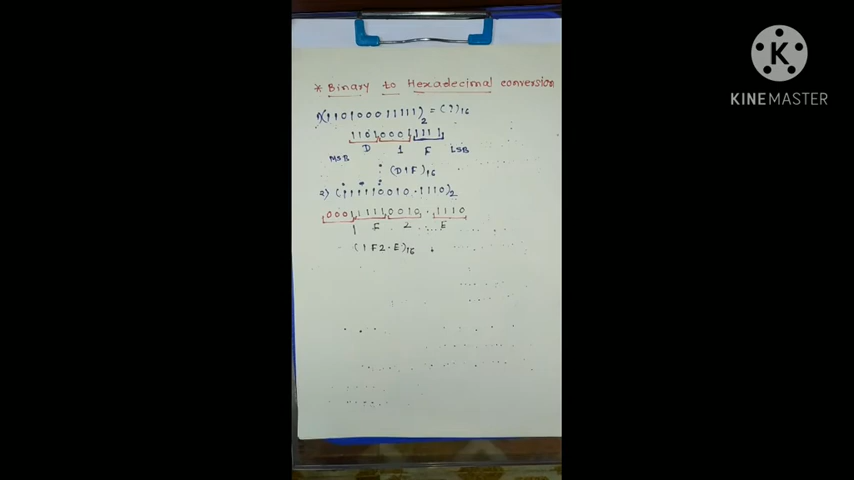 * Binary to Hexadecimal conversion
1) (110100011111)₂ = (?)₁₆
1101 0001 1111
D 1 F
MSB LSB
(D1F)₁₆
2) (111110010.1110)₂
0001 1111 0010 . 1110
1 F 2 . E
(1F2.E)₁₆
KINEMASTER